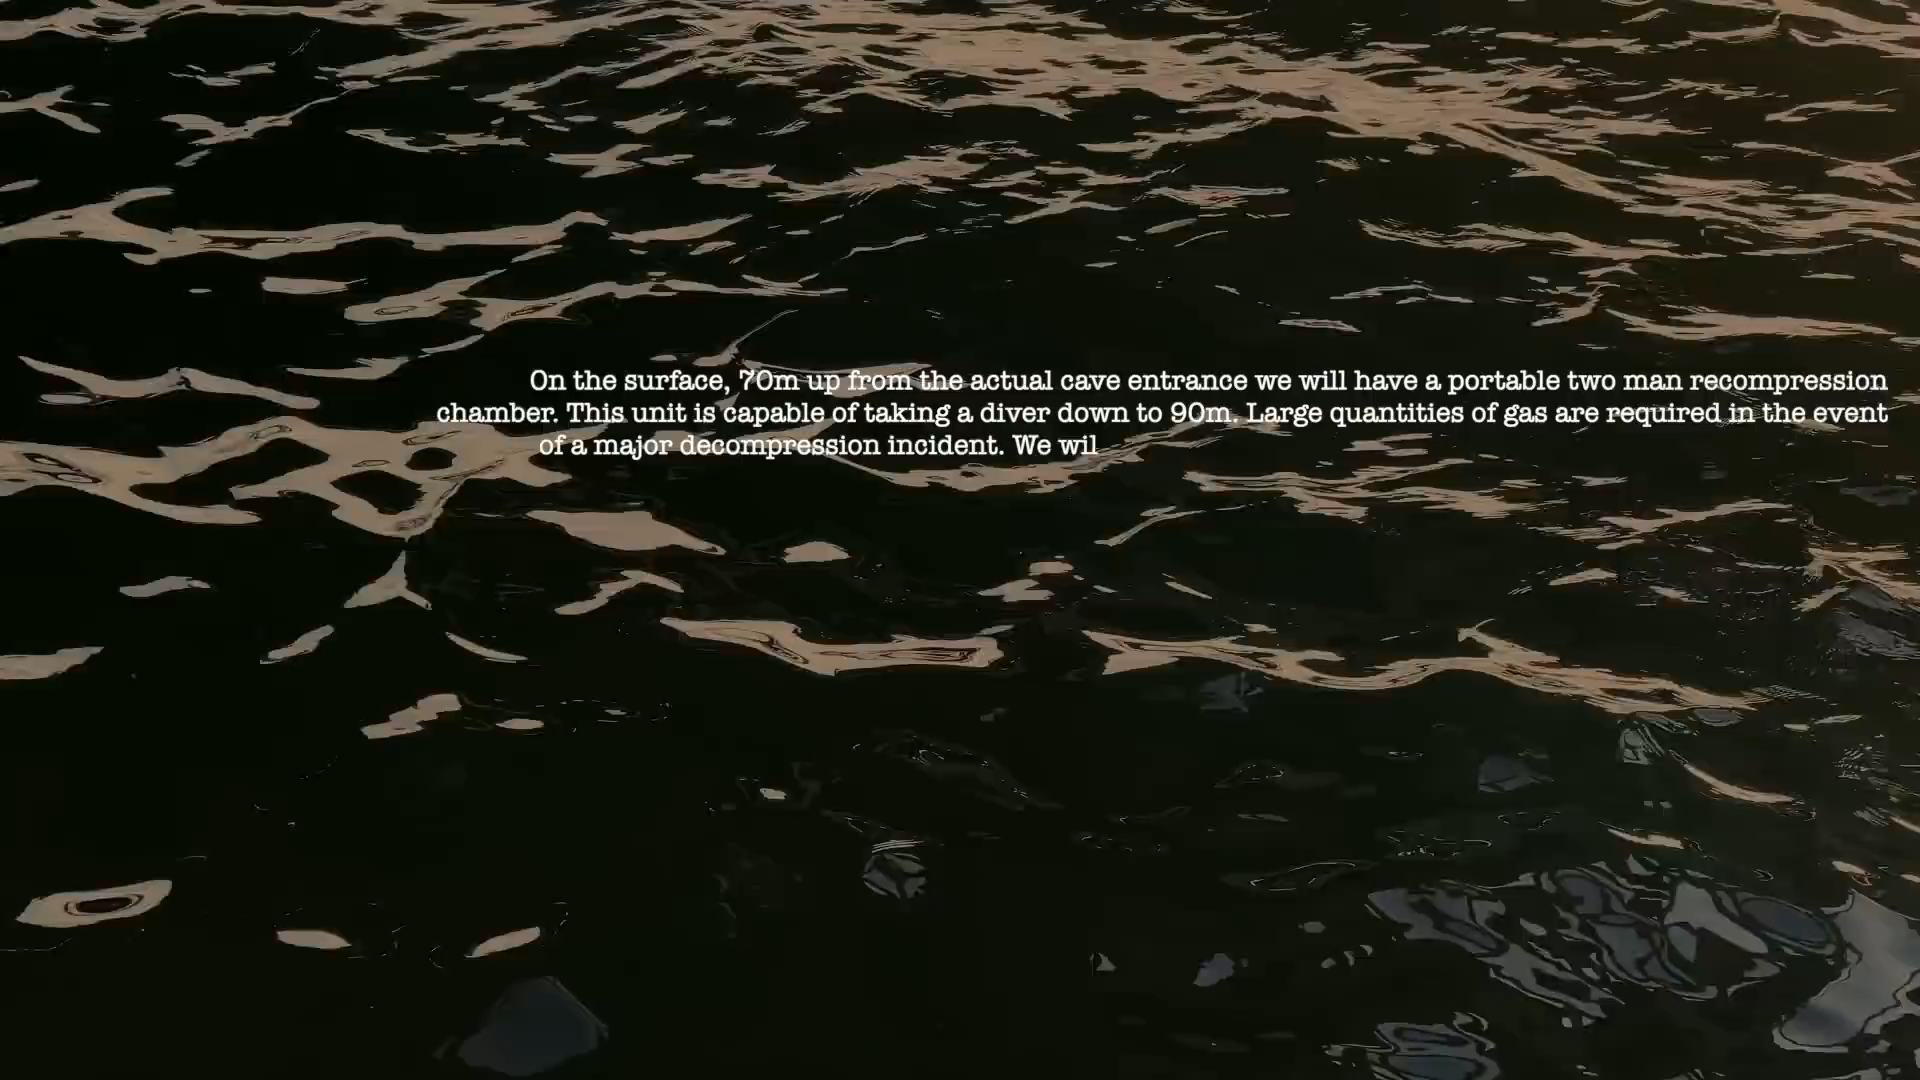 On the surface, 70m up from the actual cave entrance we will have a portable two man recompression
chamber. This unit is capable of taking a diver down to 90m. Large quantities of gas are required in the event
of a major decompression incident. We wil